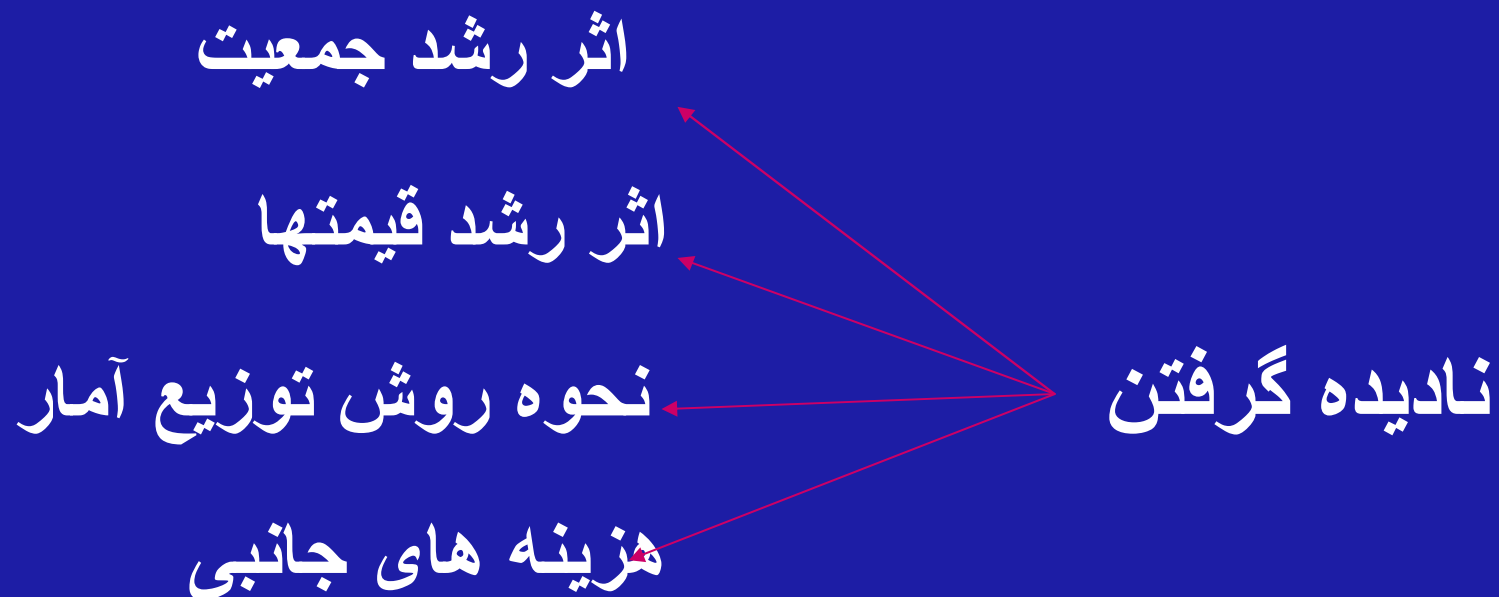 اثر رشد جمعیت
اثر رشد قیمتها
نادیده گرفتن
نحوه روش توزیع آمار
هزینه های جانبی